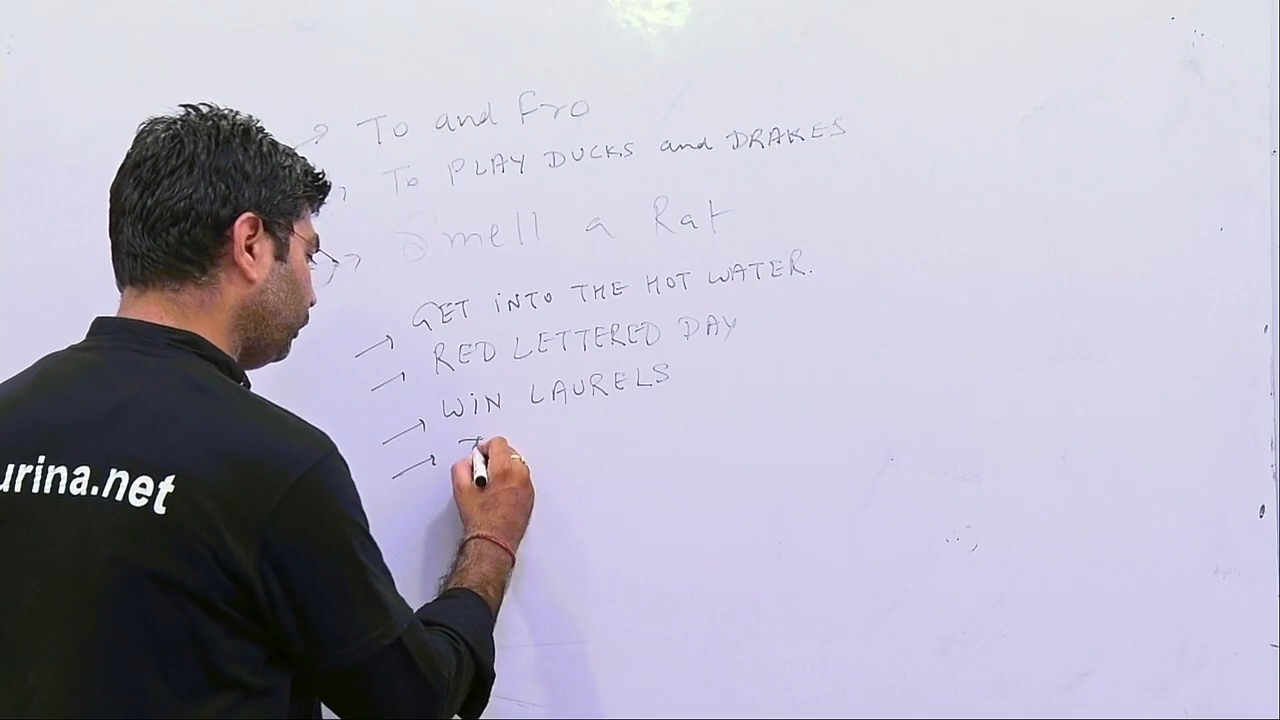 To and Fro
To PLAY DUCKS and DRAKES
Smell a Rat
GET INTO THE HOT WATER.
RED LETTERED DAY
WIN LAURELS
urina.net